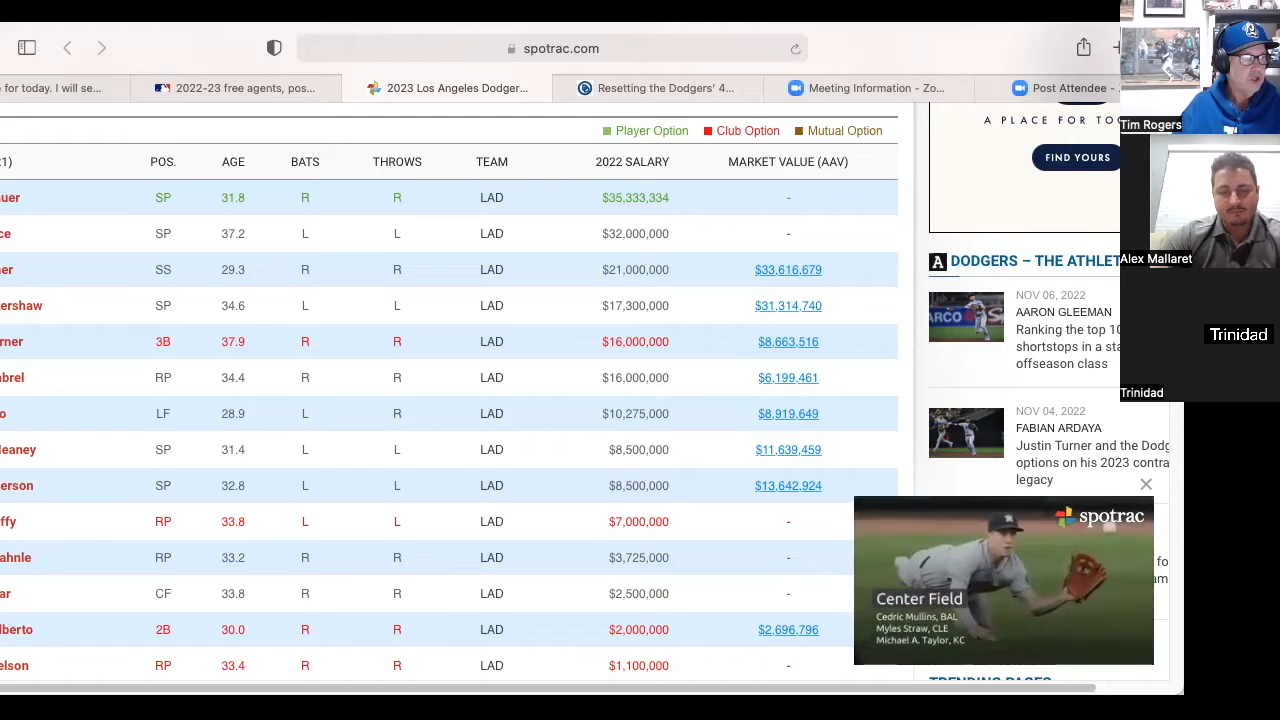 spotrac.com
e for today. I will se...
2022-23 free agents, pos...
2023 Los Angeles Dodger...
Resetting the Dodgers' 4...
Meeting Information - Zo...
Post Attendee - Z
Player Option
Club Option
Mutual Option
POS. AGE BATS THROWS TEAM 2022 SALARY MARKET VALUE (AAV)
auer SP 31.8 R R LAD $35,333,334 -
ce SP 37.2 L L LAD $32,000,000 -
ner SS 29.3 R R LAD $21,000,000 $33,616,679
ershaw SP 34.6 L L LAD $17,300,000 $31,314,740
rner 3B 37.9 R R LAD $16,000,000 $8,663,516
nbrel RP 34.4 R R LAD $16,000,000 $6,199,461
o LF 28.9 L R LAD $10,275,000 $8,919,649
leaney SP 31.4 L L LAD $8,500,000 $11,639,459
erson SP 32.8 L L LAD $8,500,000 $13,642,924
ffy RP 33.8 L L LAD $7,000,000 -
ahnle RP 33.2 R R LAD $3,725,000 -
ar CF 33.8 R R LAD $2,500,000 -
lberto 2B 30.0 R R LAD $2,000,000 $2,696,796
elson RP 33.4 R R LAD $1,100,000 -
A PLACE FOR TO
FIND YOURS
A DODGERS – THE ATHLET
NOV 06, 2022
AARON GLEEMAN
Ranking the top 10
shortstops in a sta
offseason class
NOV 04, 2022
FABIAN ARDAYA
Justin Turner and the Dodg
options on his 2023 contra
legacy
spotrac
Center Field
Cedric Mullins, BAL
Myles Straw, CLE
Michael A. Taylor, KC
fo
am
Tim Rogers
Alex Mallaret
Trinidad
Trinidad